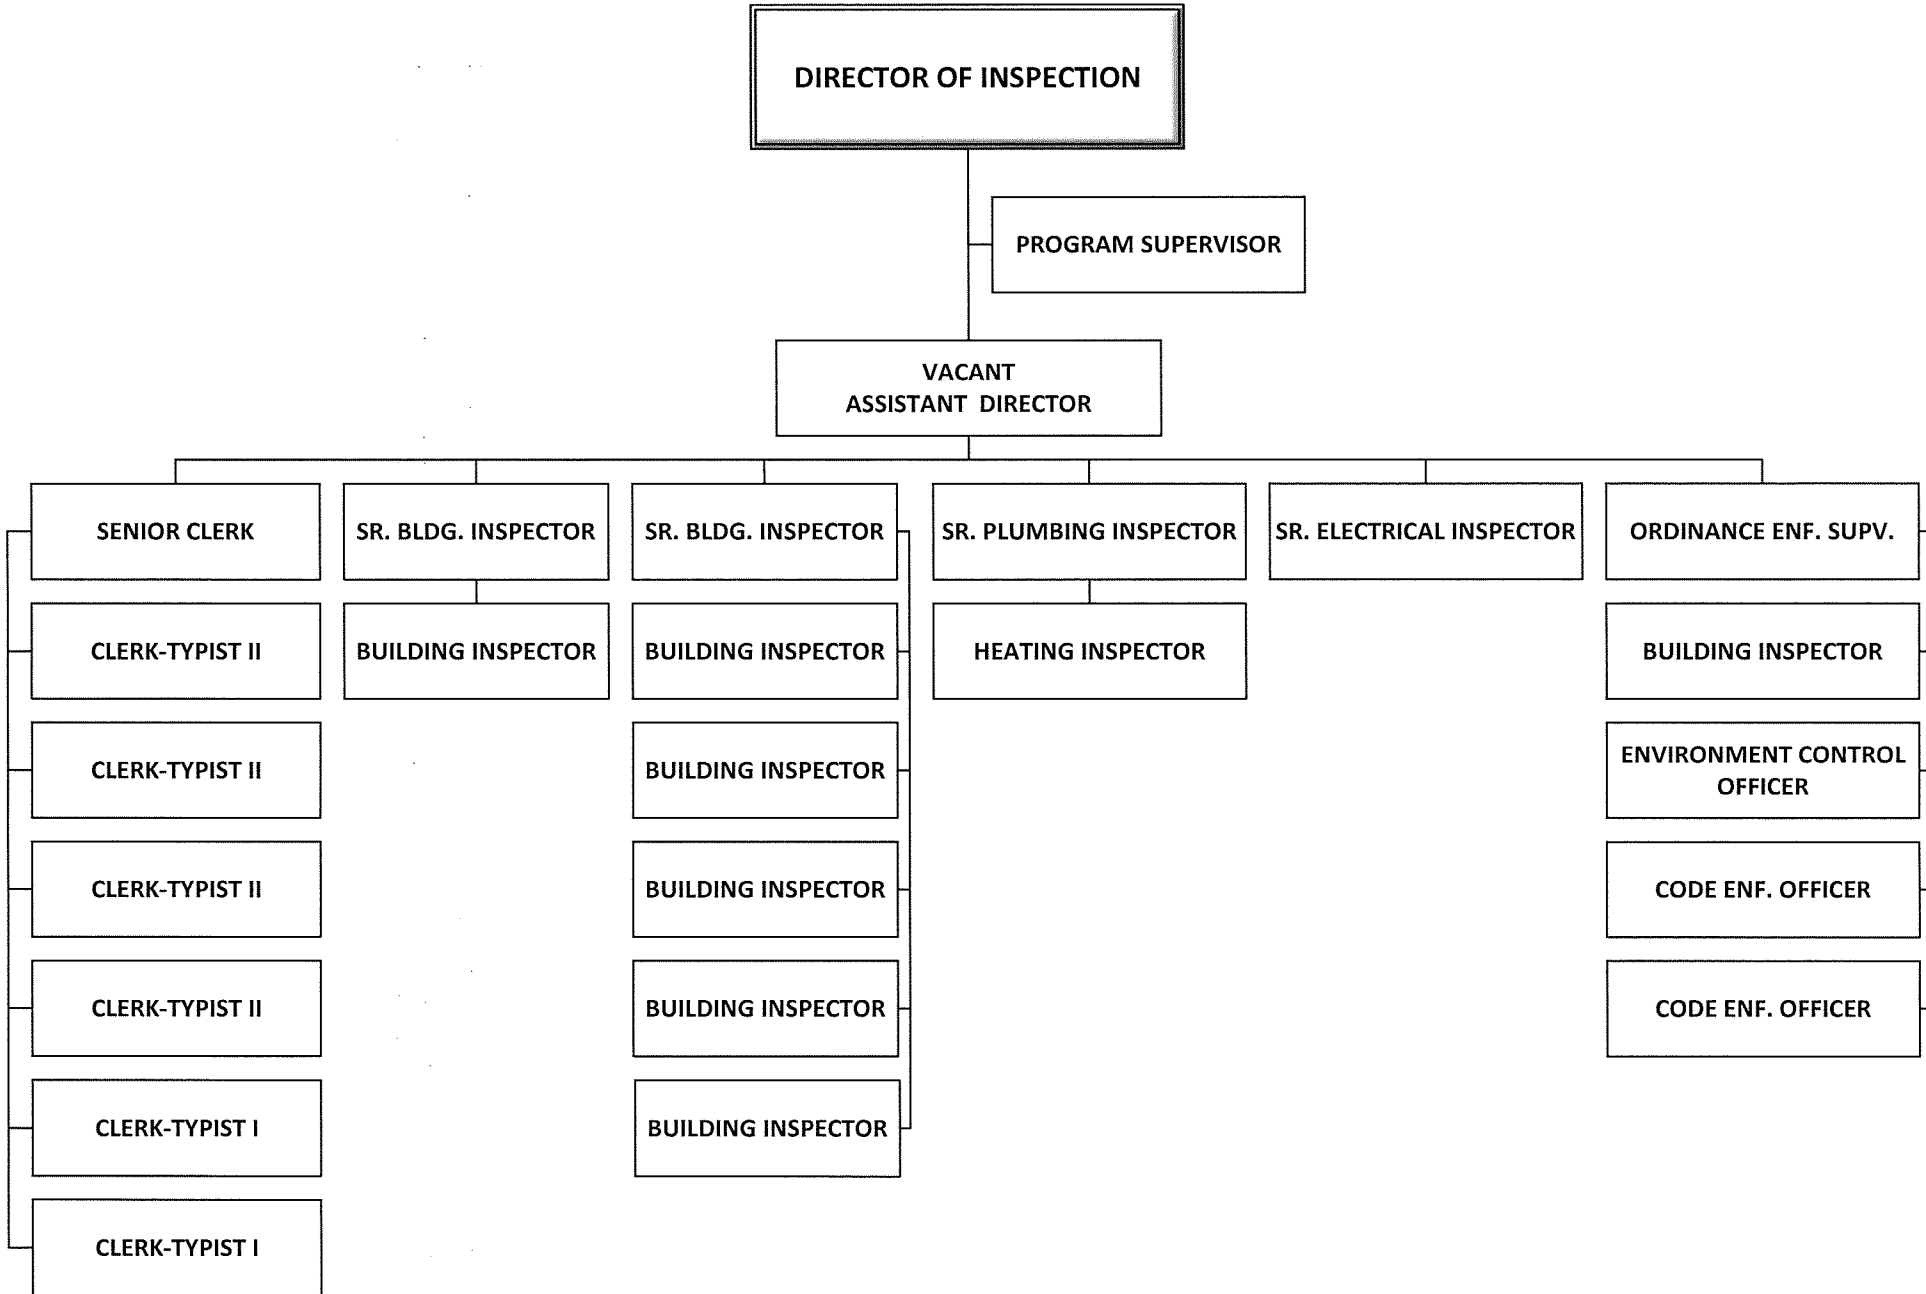 DIRECTOR OF INSPECTION
PROGRAM SUPERVISOR
VACANT
ASSISTANT DIRECTOR
SENIOR CLERK
SR. BLDG. INSPECTOR
SR. BLDG. INSPECTOR
SR. PLUMBING INSPECTOR
SR. ELECTRICAL INSPECTOR
ORDINANCE ENF. SUPV.
CLERK-TYPIST II
BUILDING INSPECTOR
BUILDING INSPECTOR
HEATING INSPECTOR
BUILDING INSPECTOR
CLERK-TYPIST II
BUILDING INSPECTOR
ENVIRONMENT CONTROL
OFFICER
CLERK-TYPIST II
BUILDING INSPECTOR
CODE ENF. OFFICER
CLERK-TYPIST II
BUILDING INSPECTOR
CODE ENF. OFFICER
CLERK-TYPIST I
BUILDING INSPECTOR
CLERK-TYPIST I